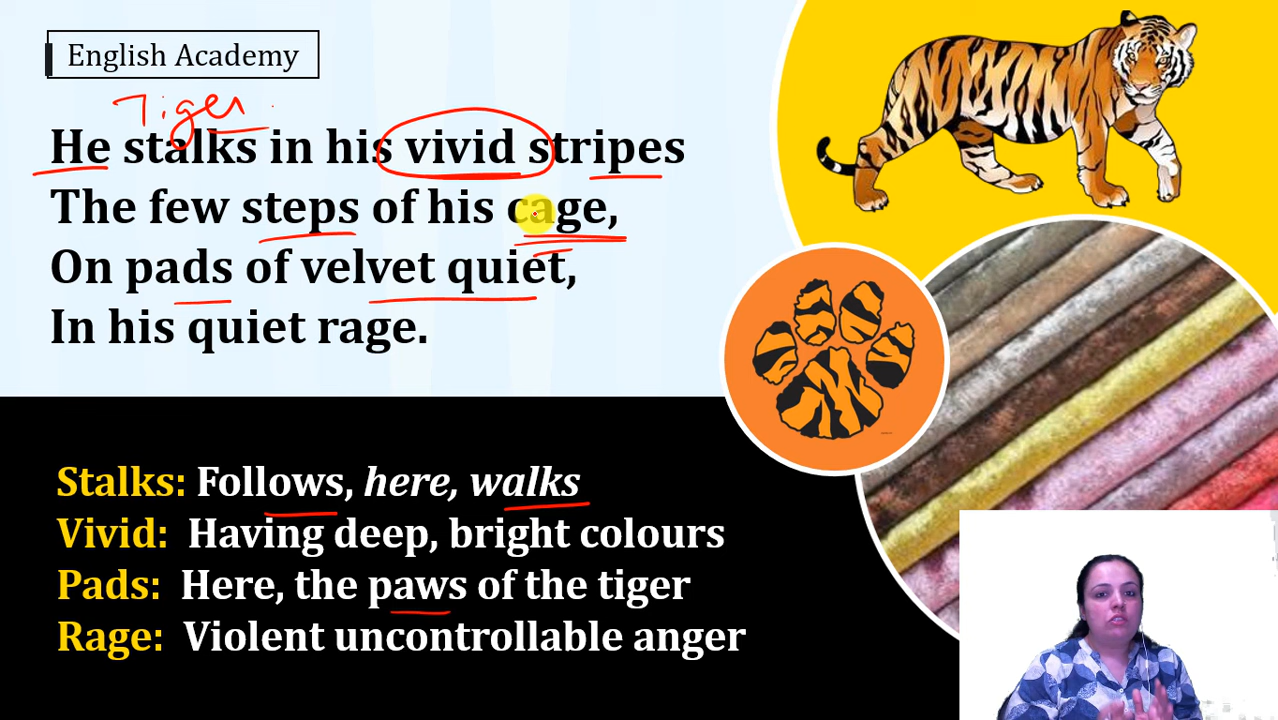 English Academy
Tiger
He stalks in his vivid stripes
The few steps of his cage,
On pads of velvet quiet,
In his quiet rage.
Stalks: Follows, here, walks
Vivid: Having deep, bright colours
Pads: Here, the paws of the tiger
Rage: Violent uncontrollable anger